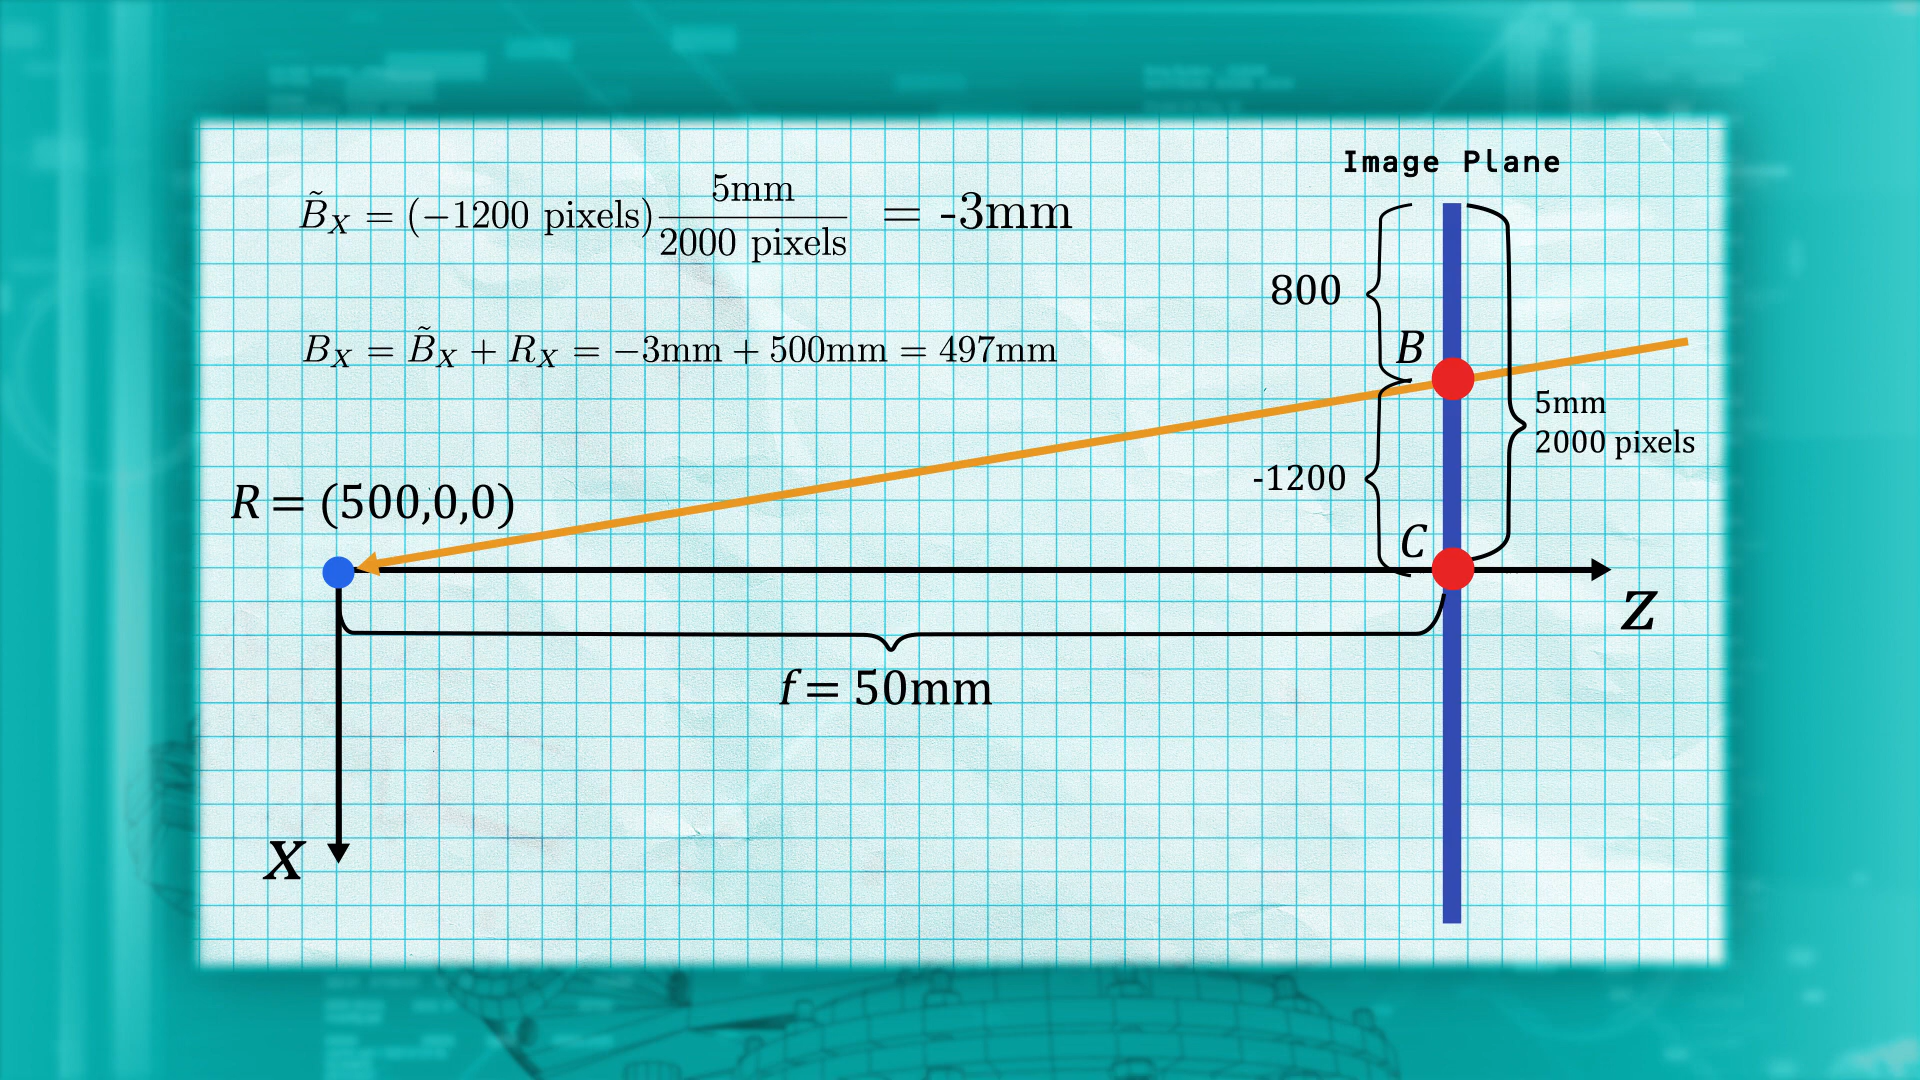 Image Plane
B̃_X = (−1200 pixels) 5mm / 2000 pixels = -3mm
800
B_X = B̃_X + R_X = −3mm + 500mm = 497mm
B
5mm
2000 pixels
-1200
R = (500,0,0)
C
Z
f = 50mm
X